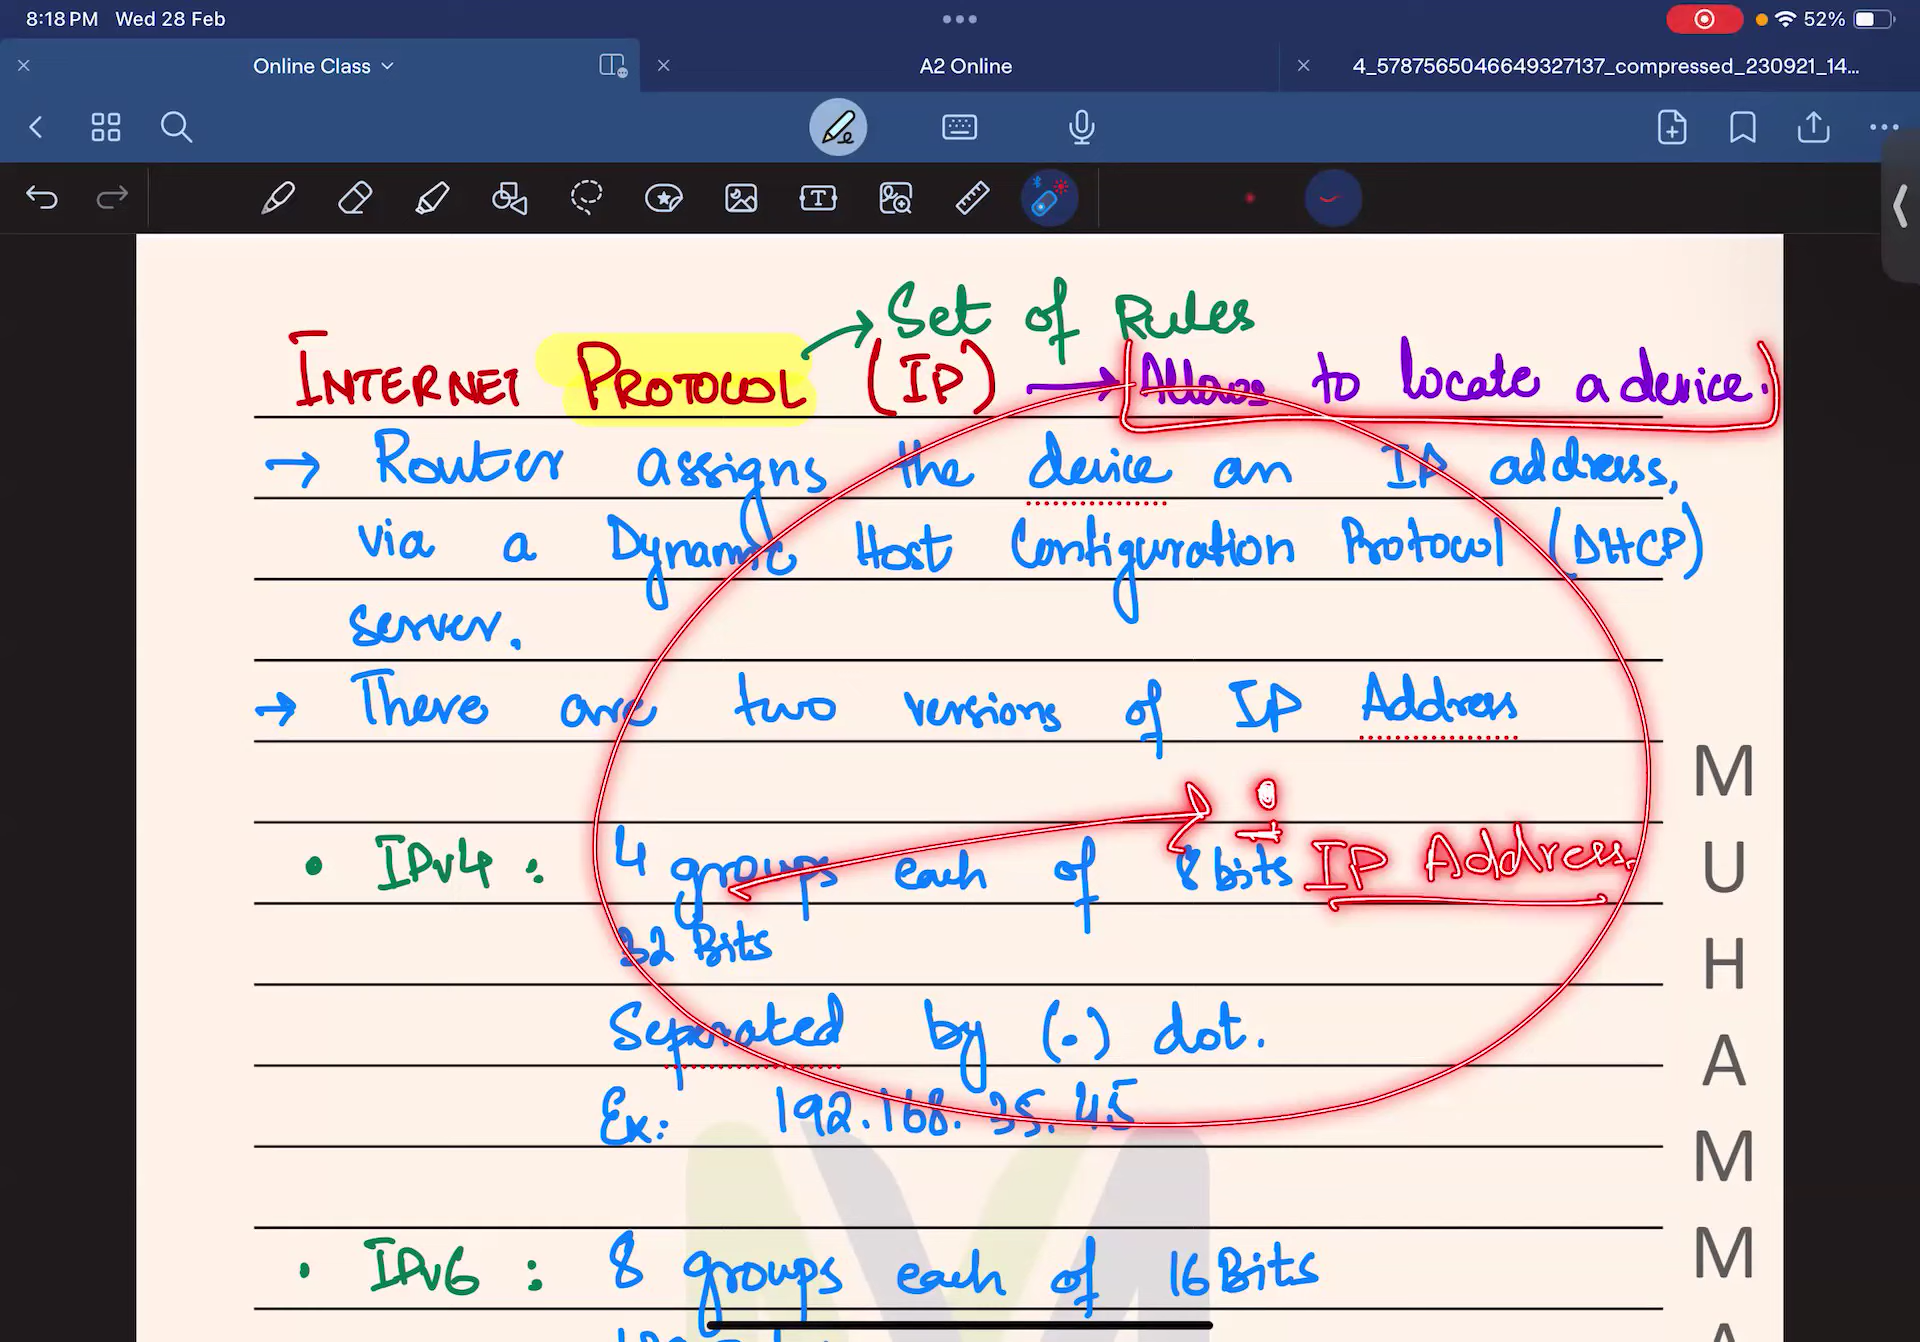 8:18 PM Wed 28 Feb
52%
Online Class
A2 Online
4_5787565046649327137_compressed_230921_14...
Set of Rules
INTERNET PROTOCOL (IP) → Allows to locate a device.
→ Router assigns the device an IP address,
via a Dynamic Host Configuration Protocol (DHCP)
server.
→ There are two versions of IP Address
• IPv4 : 4 groups each of 8 bits
IP Address.
32 Bits
Separated by (.) dot.
Ex: 192.168.35.45
• IPv6 : 8 groups each of 16 Bits
M
U
H
A
M
M